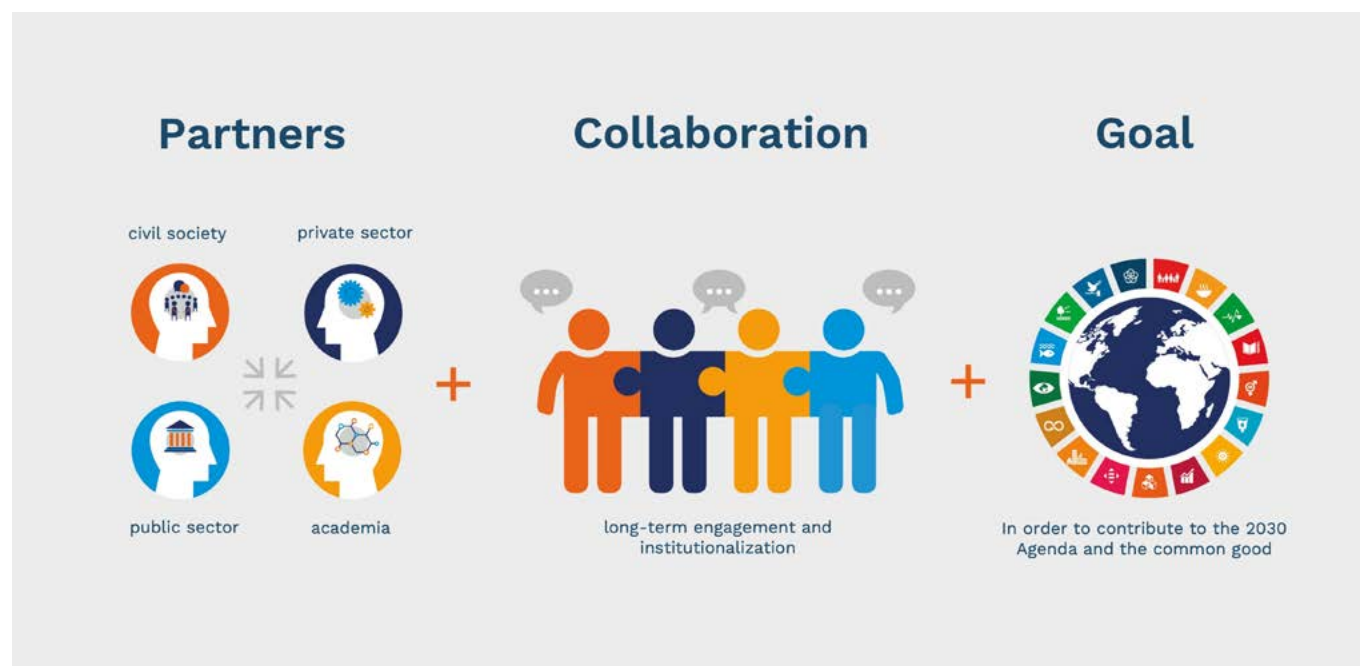 Partners
Collaboration
Goal
civil society
private sector
public sector
academia
+
long-term engagement and
institutionalization
+
In order to contribute to the 2030
Agenda and the common good